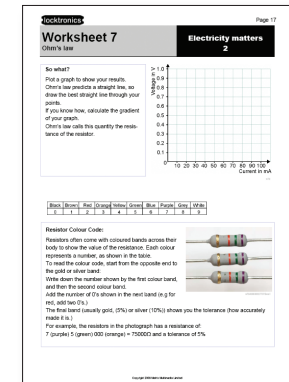 locktronics
Page 17
Worksheet 7
Ohm's law
Electricity matters
2
So what?
Plot a graph to show your results.
Ohm's law predicts a straight line, so
draw the best straight line through your
points.
If you know how, calculate the gradient
of your graph.
Ohm's law calls this quantity the resis-
tance of the resistor.
Voltage in V
1.0
0.9
0.8
0.7
0.6
0.5
0.4
0.3
0.2
0.1
0
10 20 30 40 50 60 70 80 90 100
Current in mA
Black Brown Red Orange Yellow Green Blue Purple Grey White
0 1 2 3 4 5 6 7 8 9
Resistor Colour Code:
Resistors often come with coloured bands across their
body to show the value of the resistance. Each colour
represents a number, as shown in the table.
To read the colour code, start from the opposite end to
the gold or silver band:
Write down the number shown by the first colour band,
and then the second colour band.
Add the number of 0's shown in the next band (e.g for
red, add two 0's.)
The final band (usually gold, (5%) or silver (10%)) shows you the tolerance (how accurately
made it is.)
For example, the resistors in the photograph has a resistance of:
7 (purple) 5 (green) 000 (orange) = 75000Ω and a tolerance of 5%